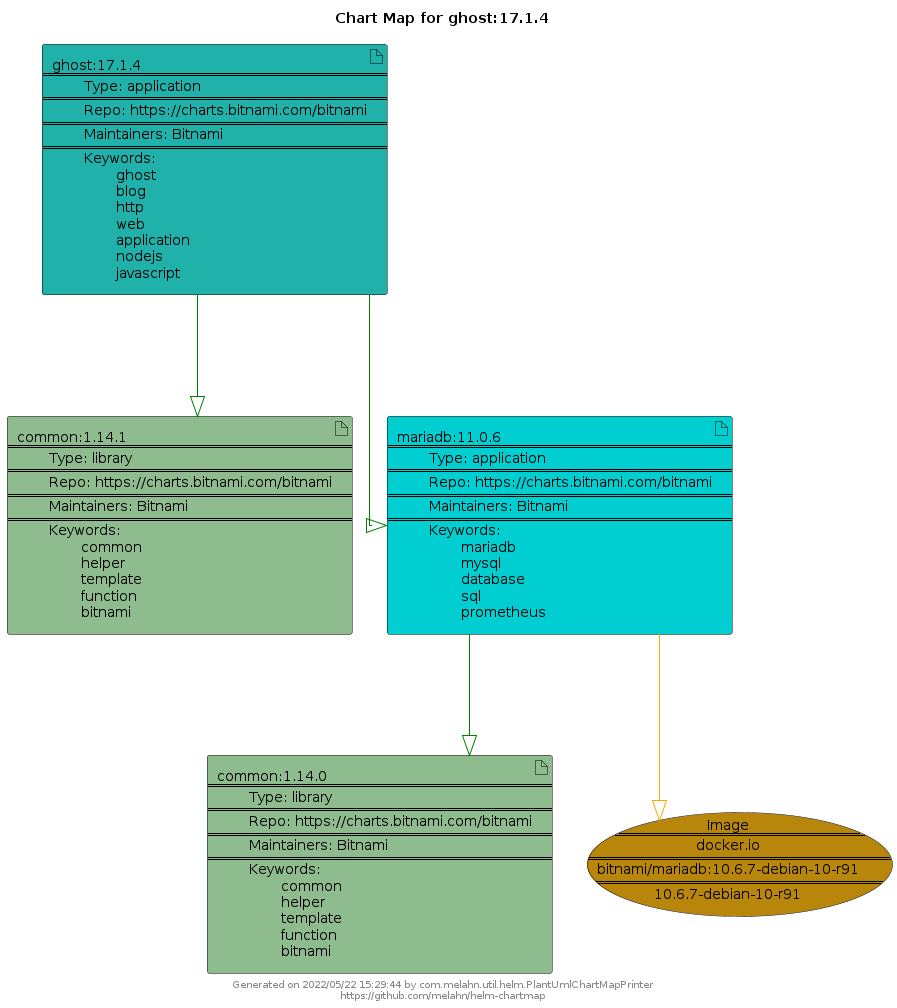 Chart Map for ghost:17.1.4
ghost:17.1.4
Type: application
Repo: https://charts.bitnami.com/bitnami
Maintainers: Bitnami
Keywords:
ghost
blog
http
web
application
nodejs
javascript
common:1.14.1
Type: library
Repo: https://charts.bitnami.com/bitnami
Maintainers: Bitnami
Keywords:
common
helper
template
function
bitnami
mariadb:11.0.6
Type: application
Repo: https://charts.bitnami.com/bitnami
Maintainers: Bitnami
Keywords:
mariadb
mysql
database
sql
prometheus
common:1.14.0
Type: library
Repo: https://charts.bitnami.com/bitnami
Maintainers: Bitnami
Keywords:
common
helper
template
function
bitnami
Image
docker.io
bitnami/mariadb:10.6.7-debian-10-r91
10.6.7-debian-10-r91
Generated on 2022/05/22 15:29:44 by com.melahn.util.helm.PlantUmlChartMapPrinter
https://github.com/melahn/helm-chartmap